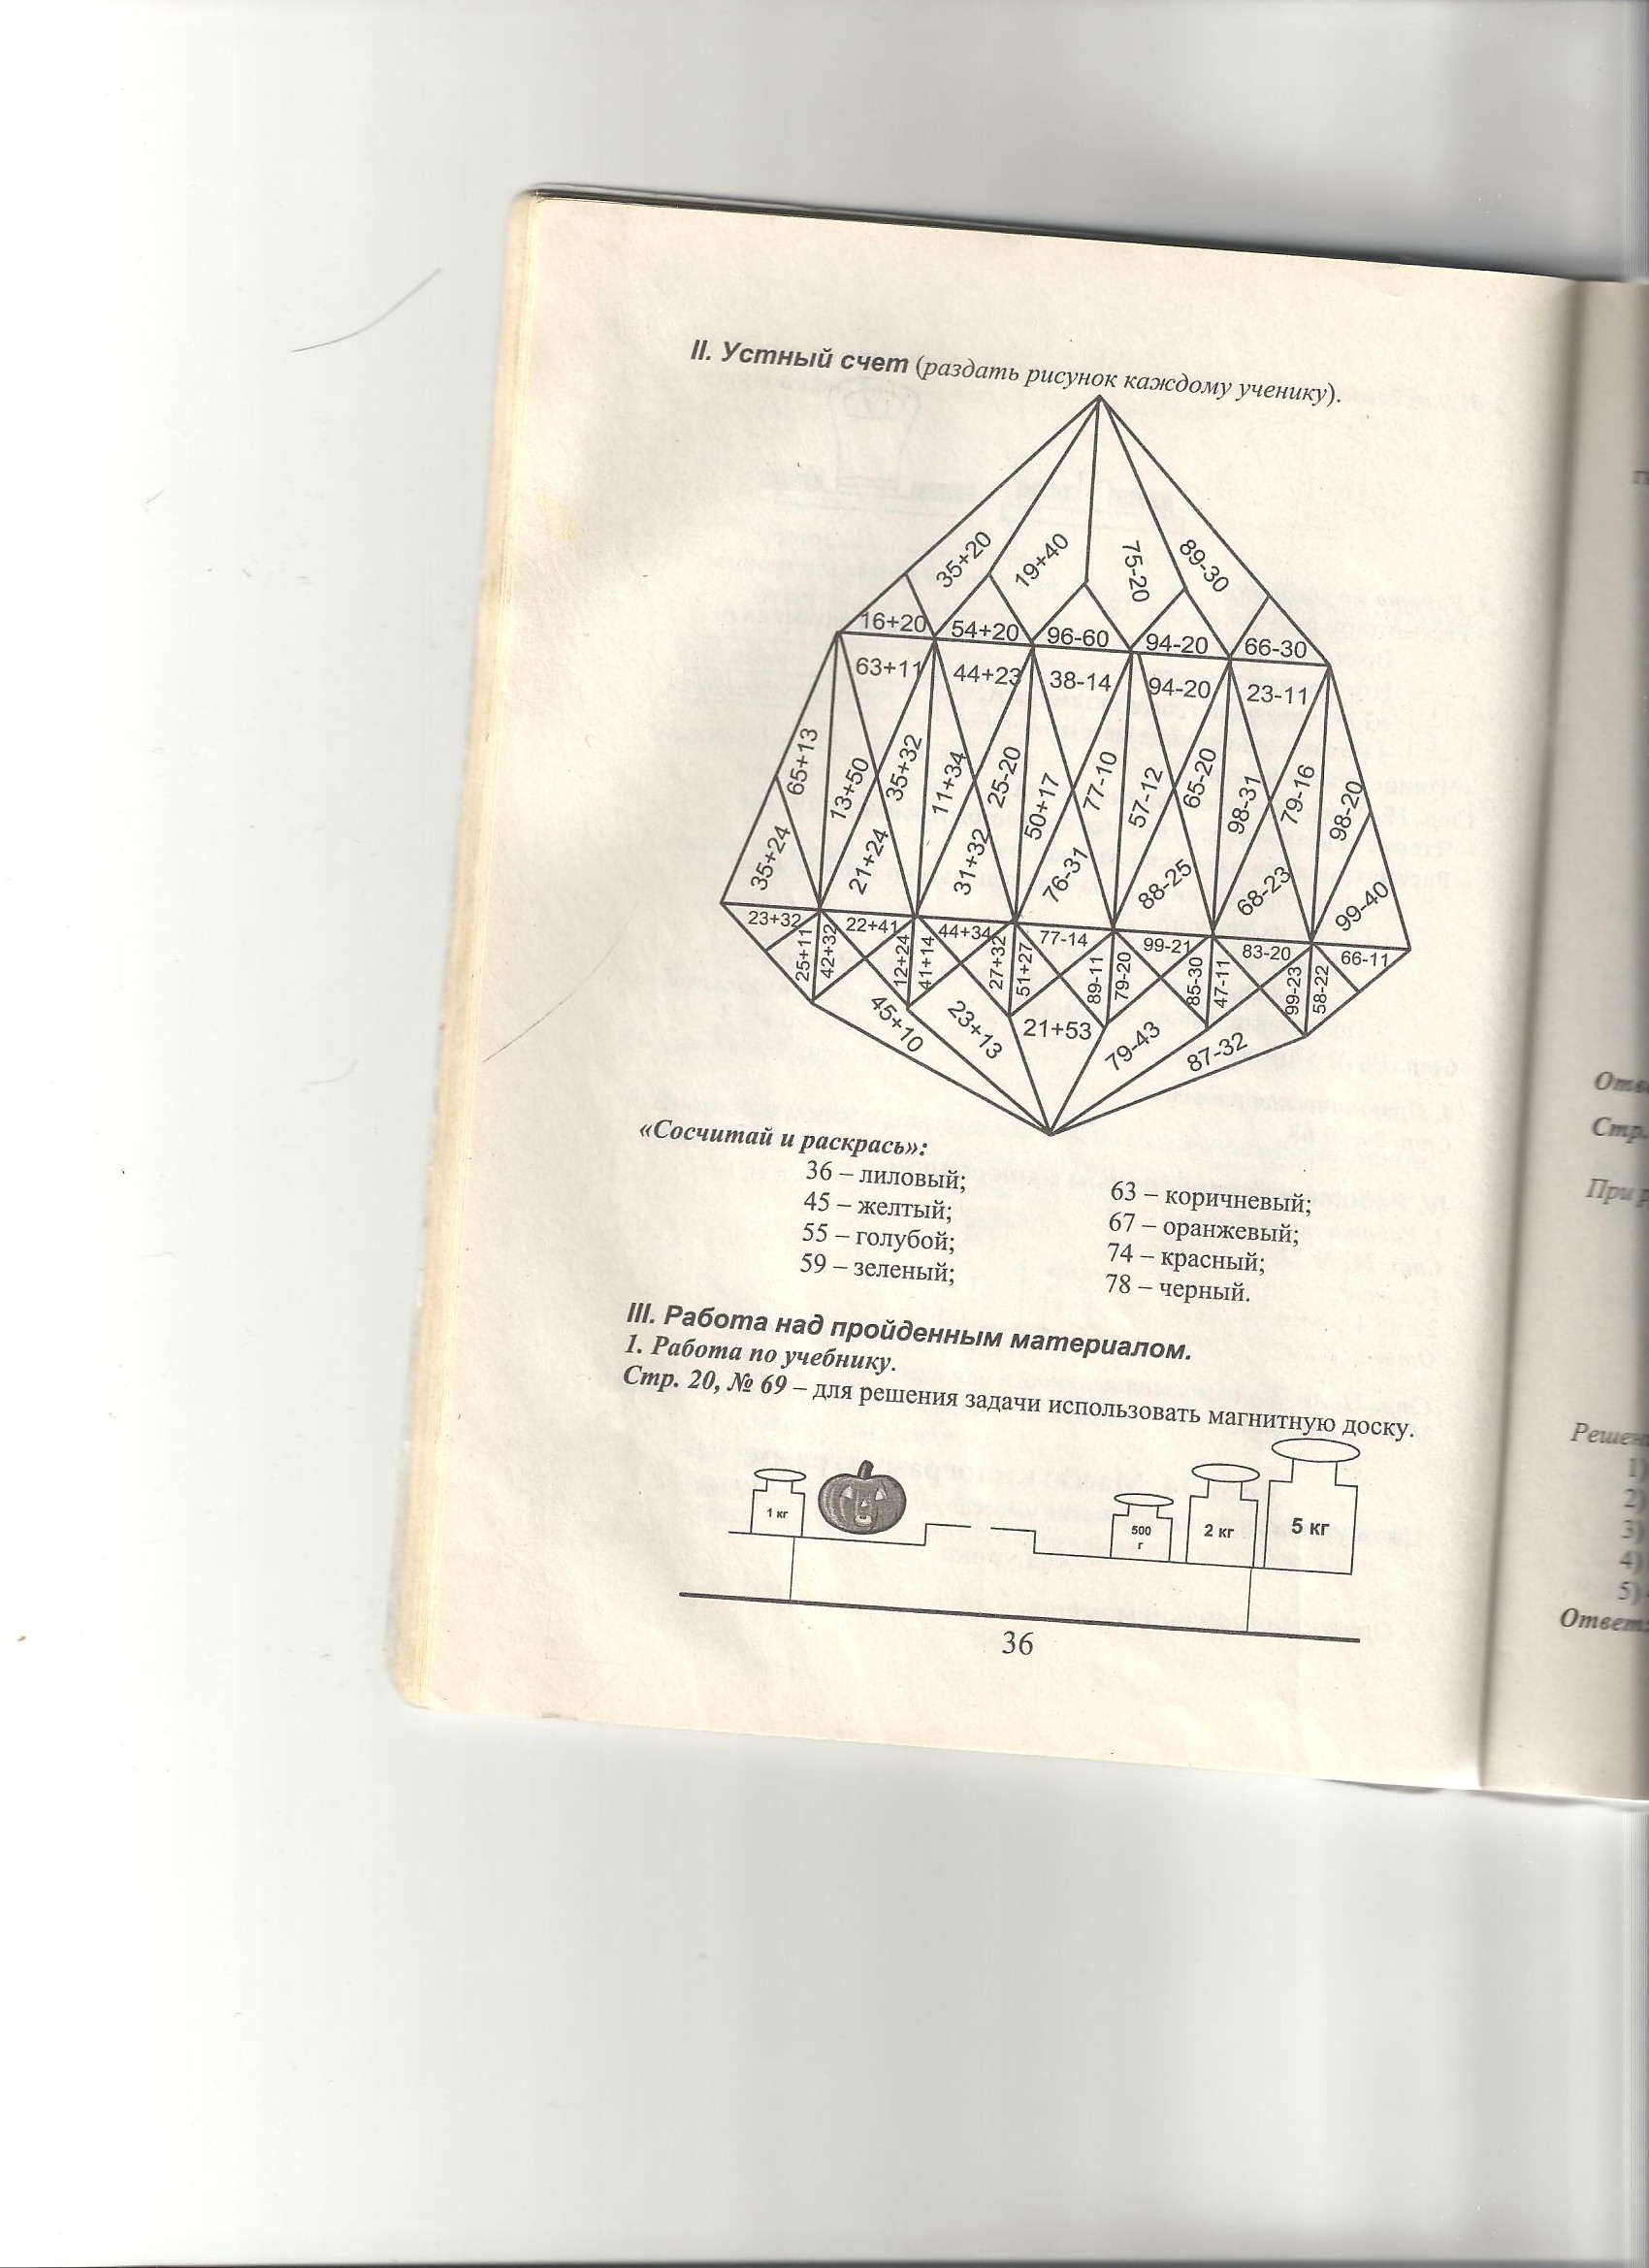 II. Устный счет (раздать рисунок каждому ученику).
35+20 19+40 75-20 89-30
16+20 54+20 96-60 94-20 66-30
63+11 44+23 38-14 94-20 23-11
65+13 13+50 35+32 11+34 25-20 50+17 77-10 57-12 65-20 98-31 79-16 98-20
35+24 21+24 31+32 76-31 88-25 68-23 99-40
23+32 22+41 44+34 77-14 99-21 83-20 66-11
25+11 42+32 12+24 41+14 27+32 51+27 89-11 79-20 85-30 47-11 99-23 58-22
45+10 23+13 21+53 79-43 87-32
«Сосчитай и раскрась»:
36 – лиловый;
45 – желтый;
55 – голубой;
59 – зеленый;
63 – коричневый;
67 – оранжевый;
74 – красный;
78 – черный.
III. Работа над пройденным материалом.
1. Работа по учебнику.
Стр. 20, № 69 – для решения задачи использовать магнитную доску.
1 кг
500
г
2 кг
5 кг
36
Стр.
При
1)
2)
3)
4)
5)
Ответ: